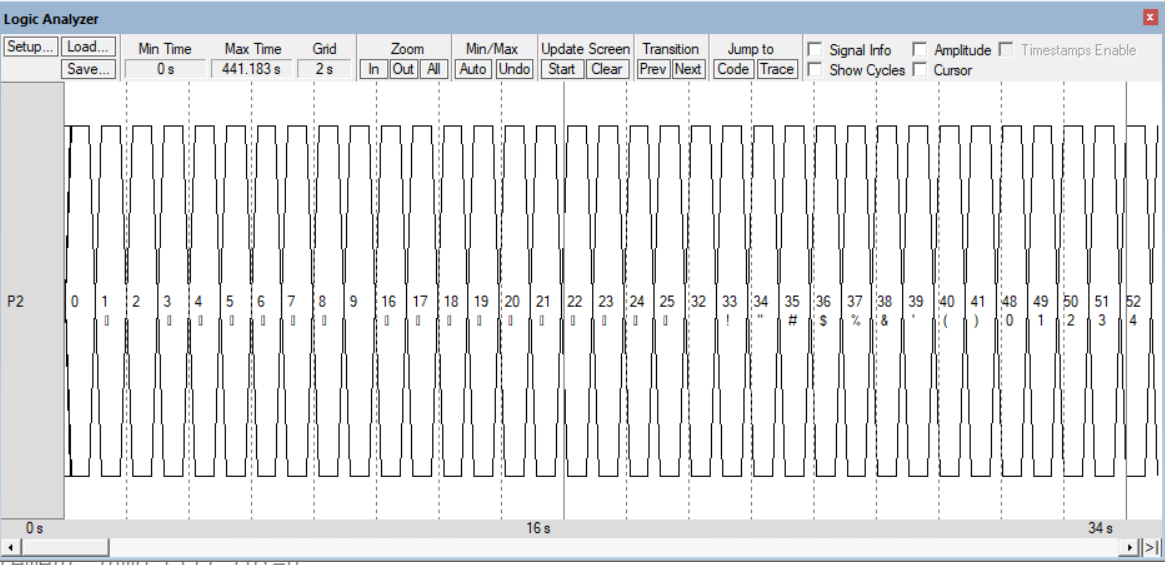 Logic Analyzer
Setup... Load... Min Time Max Time Grid Zoom Min/Max Update Screen Transition Jump to Signal Info Amplitude Timestamps Enable
Save... 0 s 441.183 s 2 s In Out All Auto Undo Start Clear Prev Next Code Trace Show Cycles Cursor
P2 0 1 2 3 4 5 6 7 8 9 16 17 18 19 20 21 22 23 24 25 32 33 34 35 36 37 38 39 40 41 48 49 50 51 52
! " # $ % & ' ( ) 0 1 2 3 4
0 s 16 s 34 s